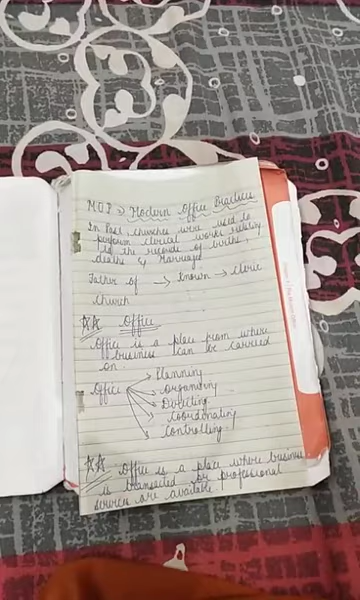 M.O.P → Modern Office Practice
In Past, churches were used to
perform clerical works relating
to the records of births,
deaths & Marriages
Father of → known → cleric
church
Office
Office is a place from where
business can be carried
on.
Office → Planning
→ Organizing
→ Directing
→ Coordinating
→ Controlling
Office is a place where business
is transacted or professional
services are available.